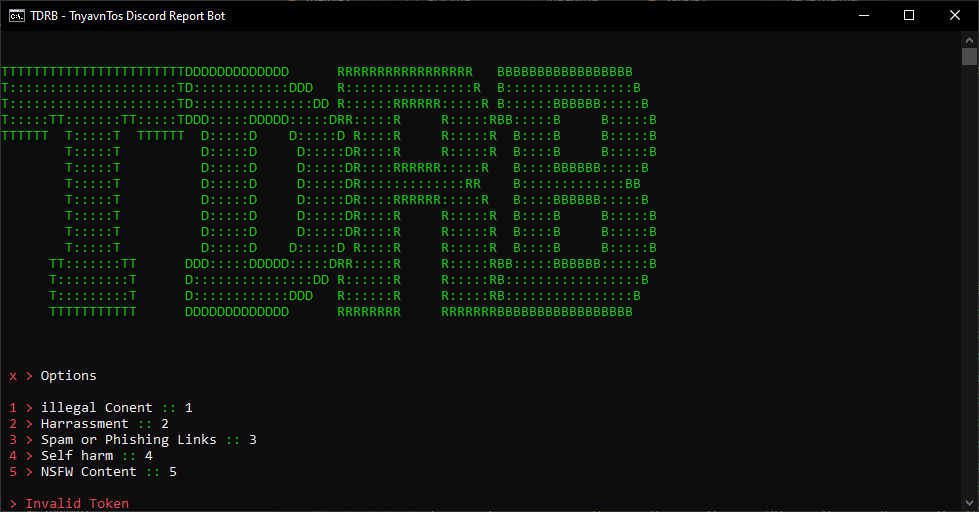 TDRB - TnyavnTos Discord Report Bot
TTTTTTTTTTTTTTTTTTTTTTTDDDDDDDDDDDDD      RRRRRRRRRRRRRRRRR   BBBBBBBBBBBBBBBBB
T:::::::::::::::::::::TD::::::::::::DDD   R::::::::::::::::R  B::::::::::::::::B
T:::::::::::::::::::::TD:::::::::::::::DD R::::::RRRRRR:::::R B::::::BBBBBB:::::B
T:::::TT:::::::TT:::::TDDD:::::DDDDD:::::DRR:::::R     R:::::RBB:::::B     B:::::B
TTTTTT  T:::::T  TTTTTT  D:::::D    D:::::D R::::R     R:::::R  B::::B     B:::::B
        T:::::T          D:::::D     D:::::DR::::R     R:::::R  B::::B     B:::::B
        T:::::T          D:::::D     D:::::DR::::RRRRRR:::::R   B::::BBBBBB:::::B
        T:::::T          D:::::D     D:::::DR:::::::::::::RR    B:::::::::::::BB
        T:::::T          D:::::D     D:::::DR::::RRRRRR:::::R   B::::BBBBBB:::::B
        T:::::T          D:::::D     D:::::DR::::R     R:::::R  B::::B     B:::::B
        T:::::T          D:::::D     D:::::DR::::R     R:::::R  B::::B     B:::::B
        T:::::T          D:::::D    D:::::D R::::R     R:::::R  B::::B     B:::::B
      TT:::::::TT      DDD:::::DDDDD:::::DRR:::::R     R:::::RBB:::::BBBBBB::::::B
      T:::::::::T      D:::::::::::::::DD R::::::R     R:::::RB:::::::::::::::::B
      T:::::::::T      D::::::::::::DDD   R::::::R     R:::::RB::::::::::::::::B
      TTTTTTTTTTT      DDDDDDDDDDDDD      RRRRRRRR     RRRRRRRBBBBBBBBBBBBBBBBB
x > Options
1 > illegal Conent :: 1
2 > Harrassment :: 2
3 > Spam or Phishing Links :: 3
4 > Self harm :: 4
5 > NSFW Content :: 5
> Invalid Token